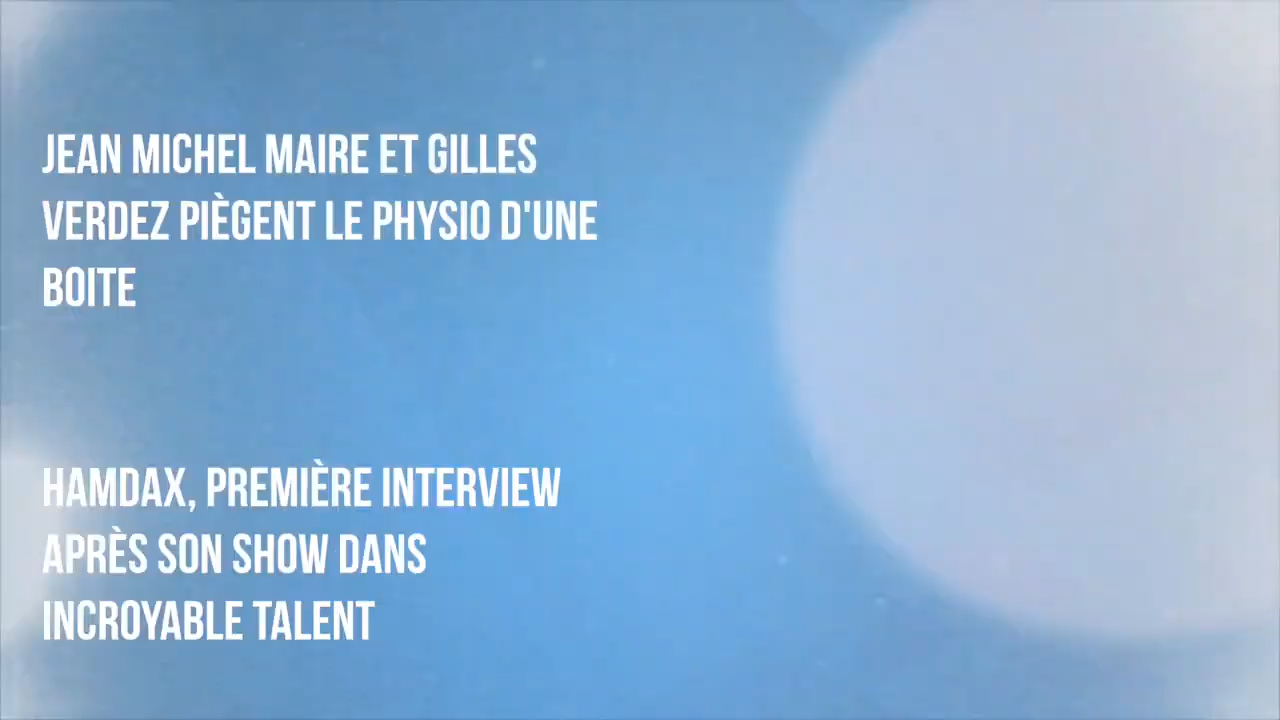 JEAN MICHEL MAIRE ET GILLES
VERDEZ PIÈGENT LE PHYSIO D'UNE
BOITE
HAMDAX, PREMIÈRE INTERVIEW
APRÈS SON SHOW DANS
INCROYABLE TALENT